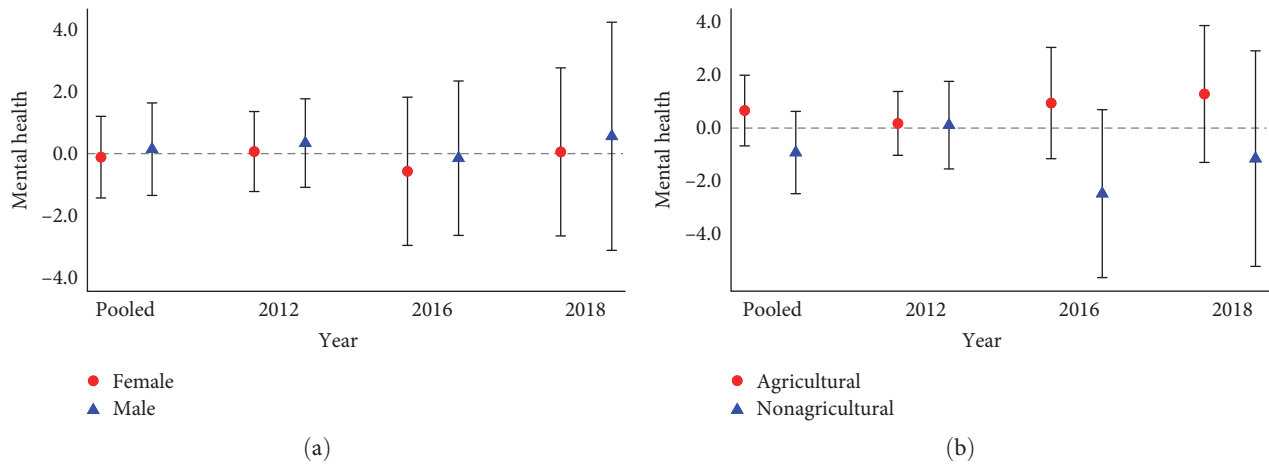 4.0
2.0
0.0
–2.0
–4.0
Mental health
Pooled 2012 2016 2018
Year
Female
Male
(a)
4.0
2.0
0.0
–2.0
–4.0
Mental health
Pooled 2012 2016 2018
Year
Agricultural
Nonagricultural
(b)